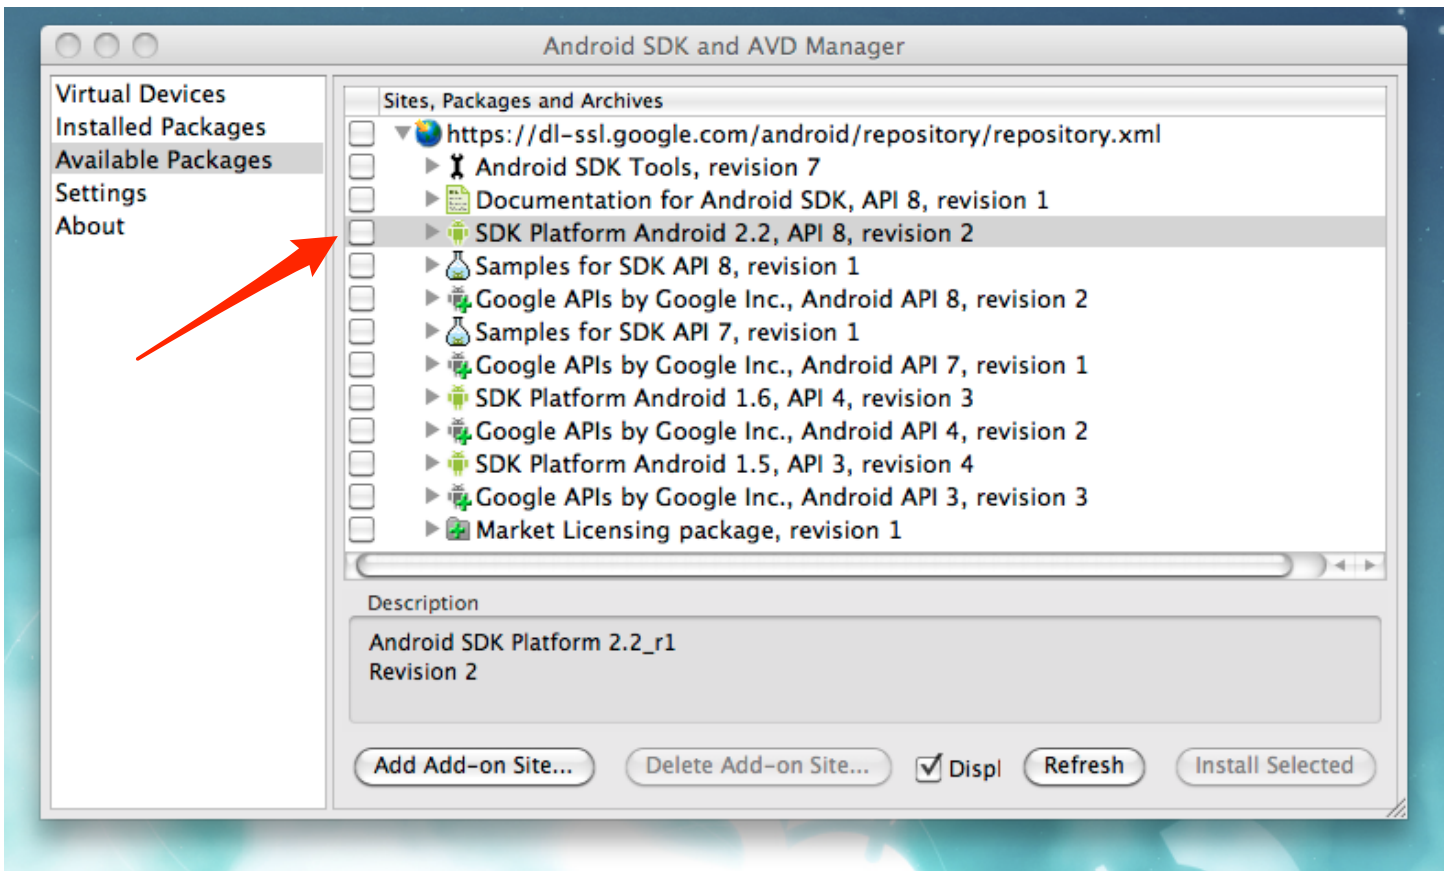 Android SDK and AVD Manager
Virtual Devices
Installed Packages
Available Packages
Settings
About
Sites, Packages and Archives
https://dl-ssl.google.com/android/repository/repository.xml
Android SDK Tools, revision 7
Documentation for Android SDK, API 8, revision 1
SDK Platform Android 2.2, API 8, revision 2
Samples for SDK API 8, revision 1
Google APIs by Google Inc., Android API 8, revision 2
Samples for SDK API 7, revision 1
Google APIs by Google Inc., Android API 7, revision 1
SDK Platform Android 1.6, API 4, revision 3
Google APIs by Google Inc., Android API 4, revision 2
SDK Platform Android 1.5, API 3, revision 4
Google APIs by Google Inc., Android API 3, revision 3
Market Licensing package, revision 1
Description
Android SDK Platform 2.2_r1
Revision 2
Add Add-on Site... Delete Add-on Site... Displ Refresh Install Selected